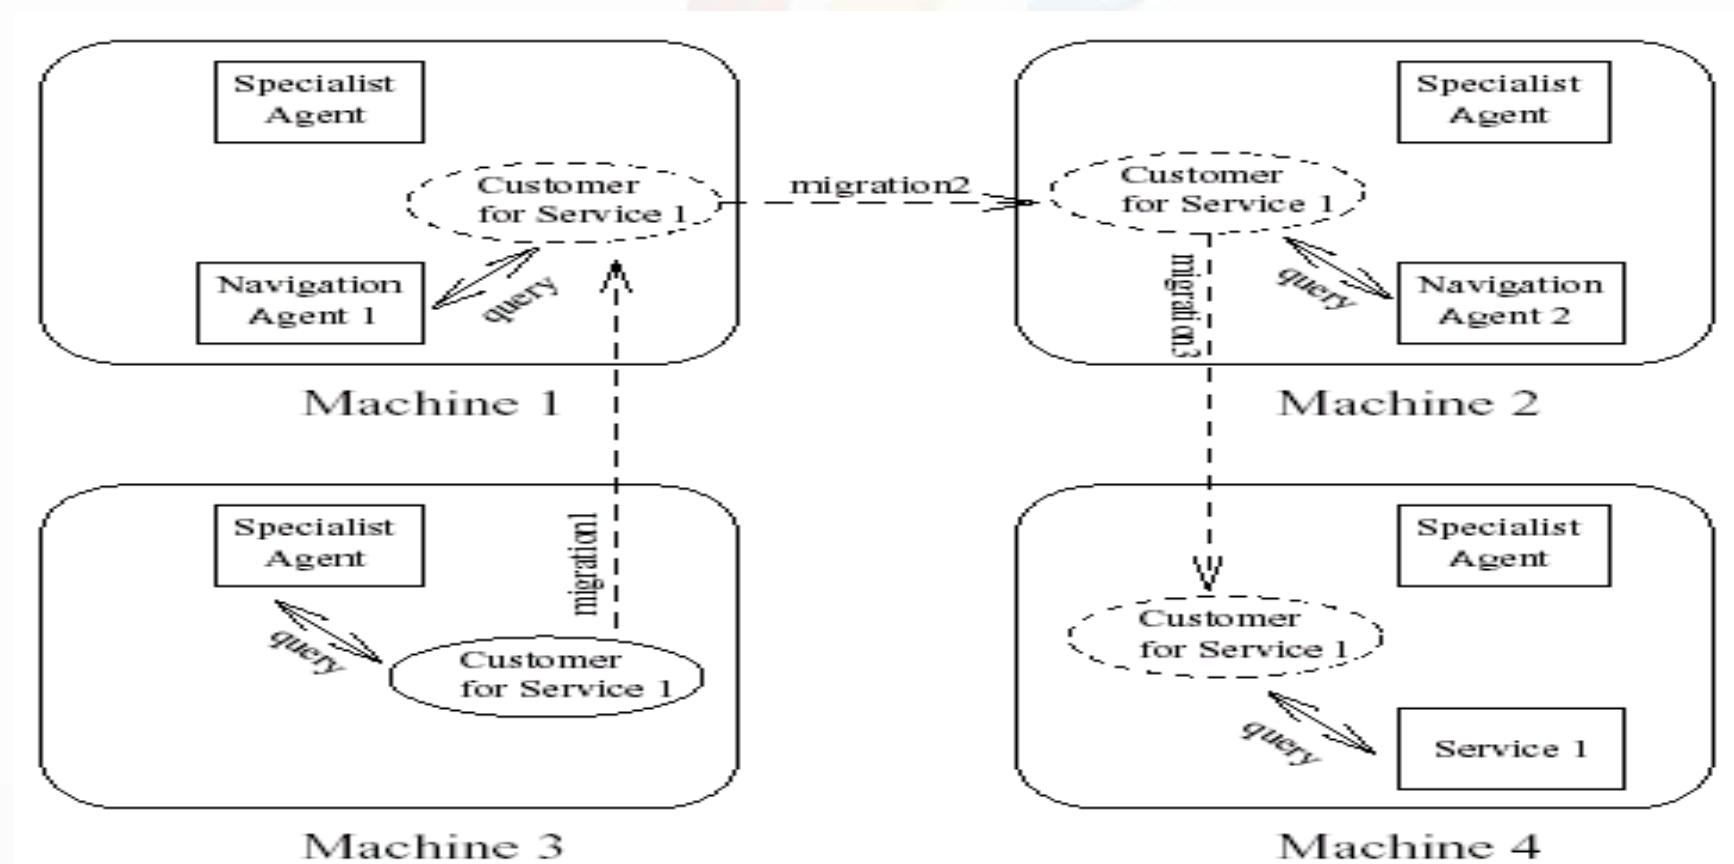 Specialist
Agent
Customer
for Service 1
query
Navigation
Agent 1
Machine 1
migration2
Specialist
Agent
Customer
for Service 1
migration3
query
Navigation
Agent 2
Machine 2
Specialist
Agent
query
migration1
Customer
for Service 1
Machine 3
Specialist
Agent
Customer
for Service 1
query
Service 1
Machine 4